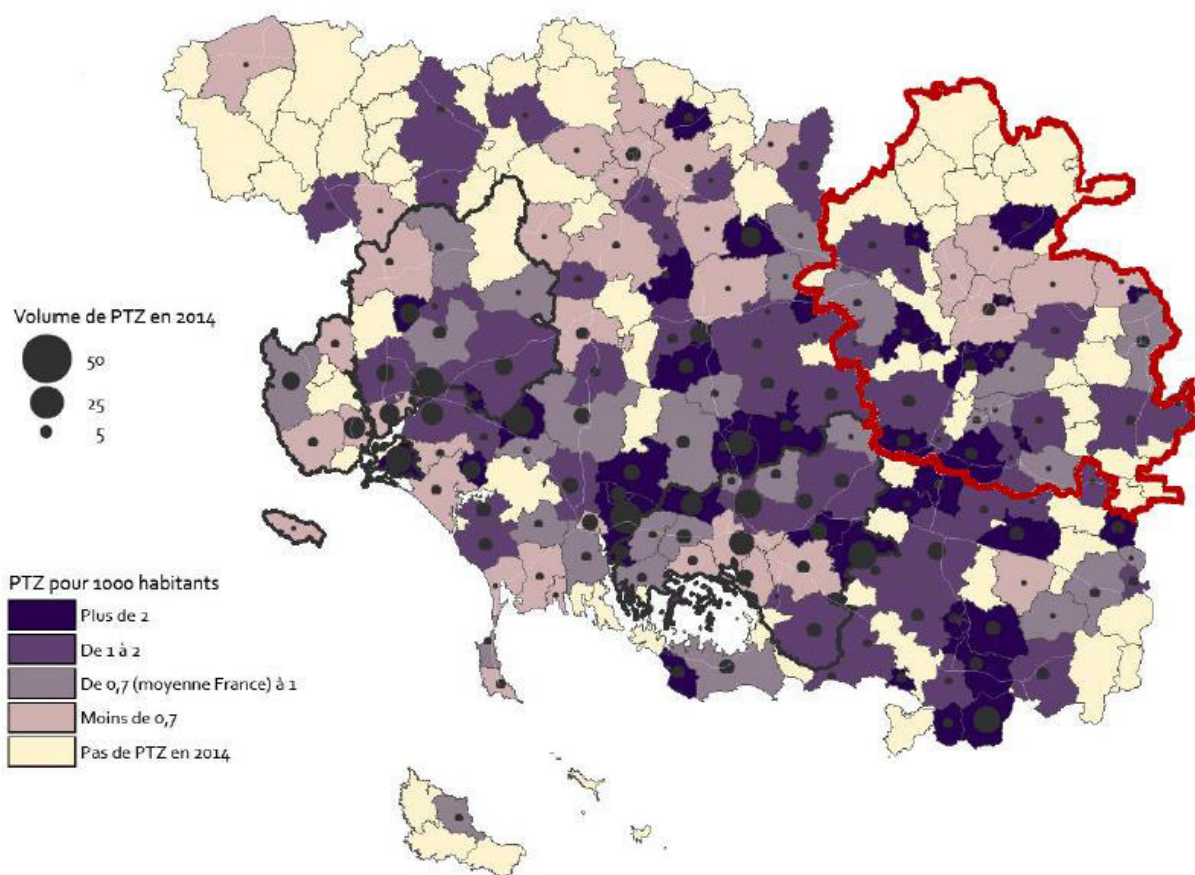 Volume de PTZ en 2014
50
25
5
PTZ pour 1000 habitants
Plus de 2
De 1 à 2
De 0,7 (moyenne France) à 1
Moins de 0,7
Pas de PTZ en 2014